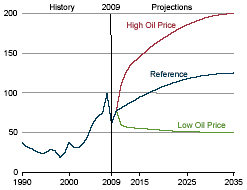 History 2009 Projections
200
High Oil Price
150
Reference
100
Low Oil Price
50
0
1990 2000 2009 2015 2025 2035